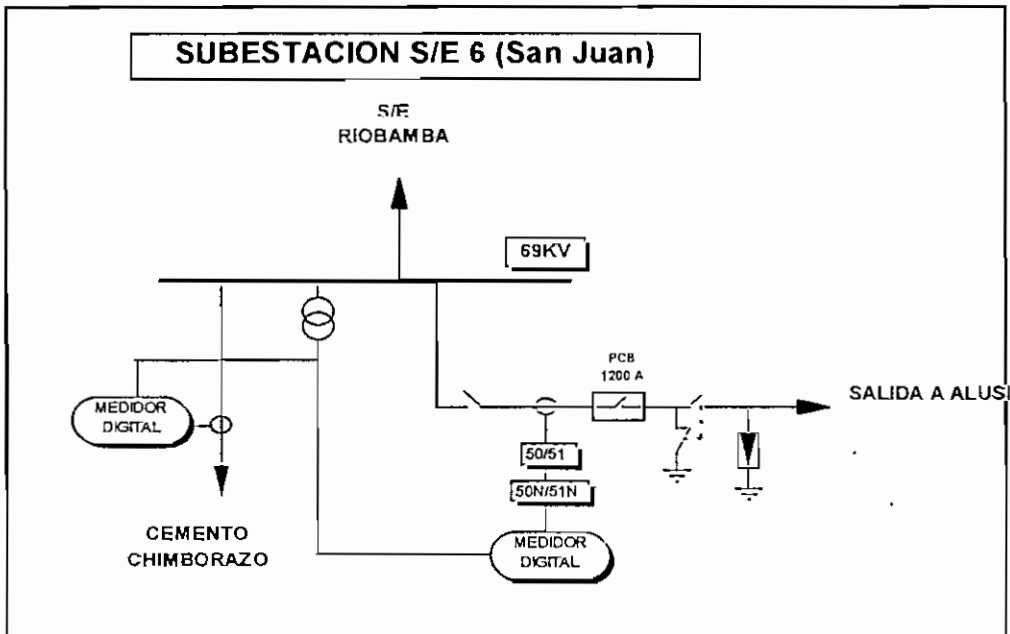 SUBESTACION S/E 6 (San Juan)
S/E
RIOBAMBA
69KV
PCB
1200 A
SALIDA A ALUSI
MEDIDOR
DIGITAL
50/51
50N/51N
MEDIDOR
DIGITAL
CEMENTO
CHIMBORAZO